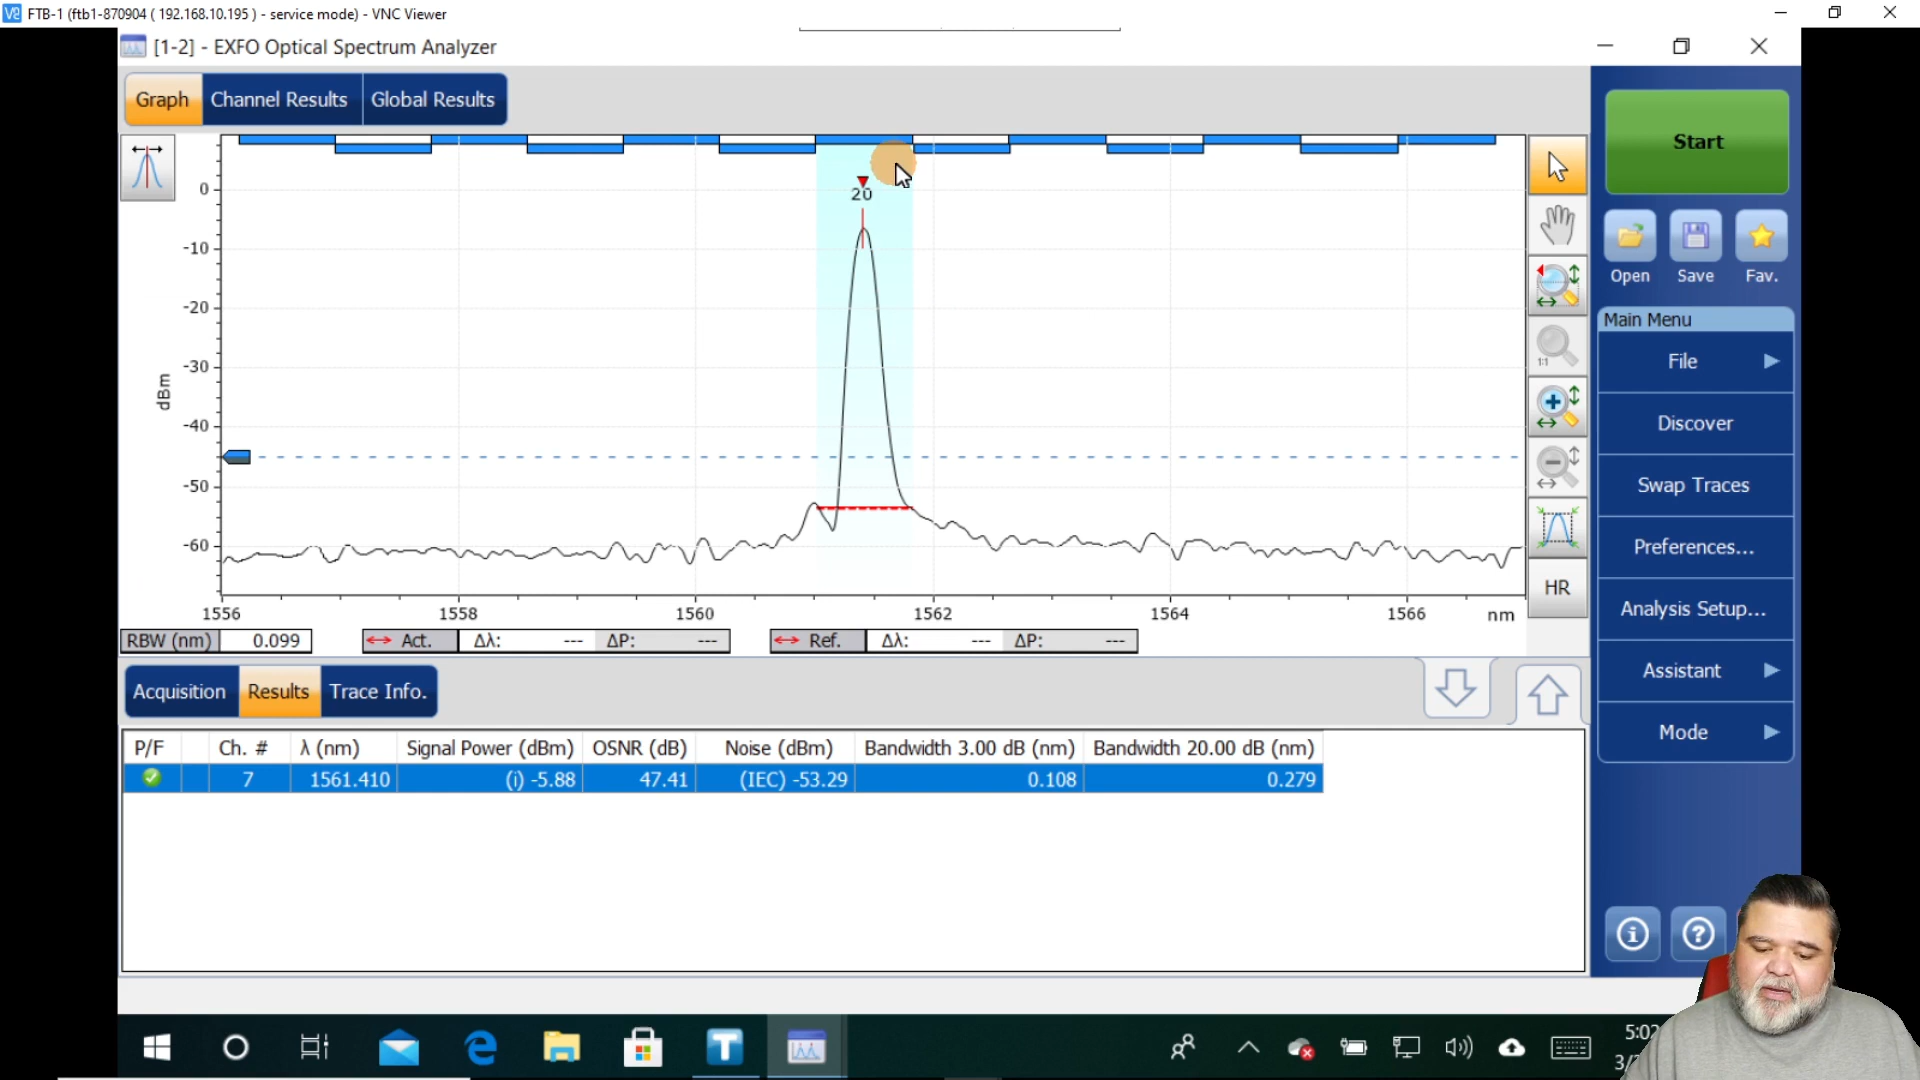 FTB-1 (ftb1-870904 ( 192.168.10.195 ) - service mode) - VNC Viewer
[1-2] - EXFO Optical Spectrum Analyzer
Graph Channel Results Global Results
Start
20
0
-10
-20
-30
-40
-50
-60
dBm
1:1
HR
1556 1558 1560 1562 1564 1566 nm
RBW (nm) 0.099 Act. Δλ: --- ΔP: --- Ref. Δλ: --- ΔP: ---
Open Save Fav.
Main Menu
File
Discover
Swap Traces
Preferences...
Analysis Setup...
Assistant
Mode
Acquisition Results Trace Info.
P/F Ch. # λ (nm) Signal Power (dBm) OSNR (dB) Noise (dBm) Bandwidth 3.00 dB (nm) Bandwidth 20.00 dB (nm)
7 1561.410 (i) -5.88 47.41 (IEC) -53.29 0.108 0.279